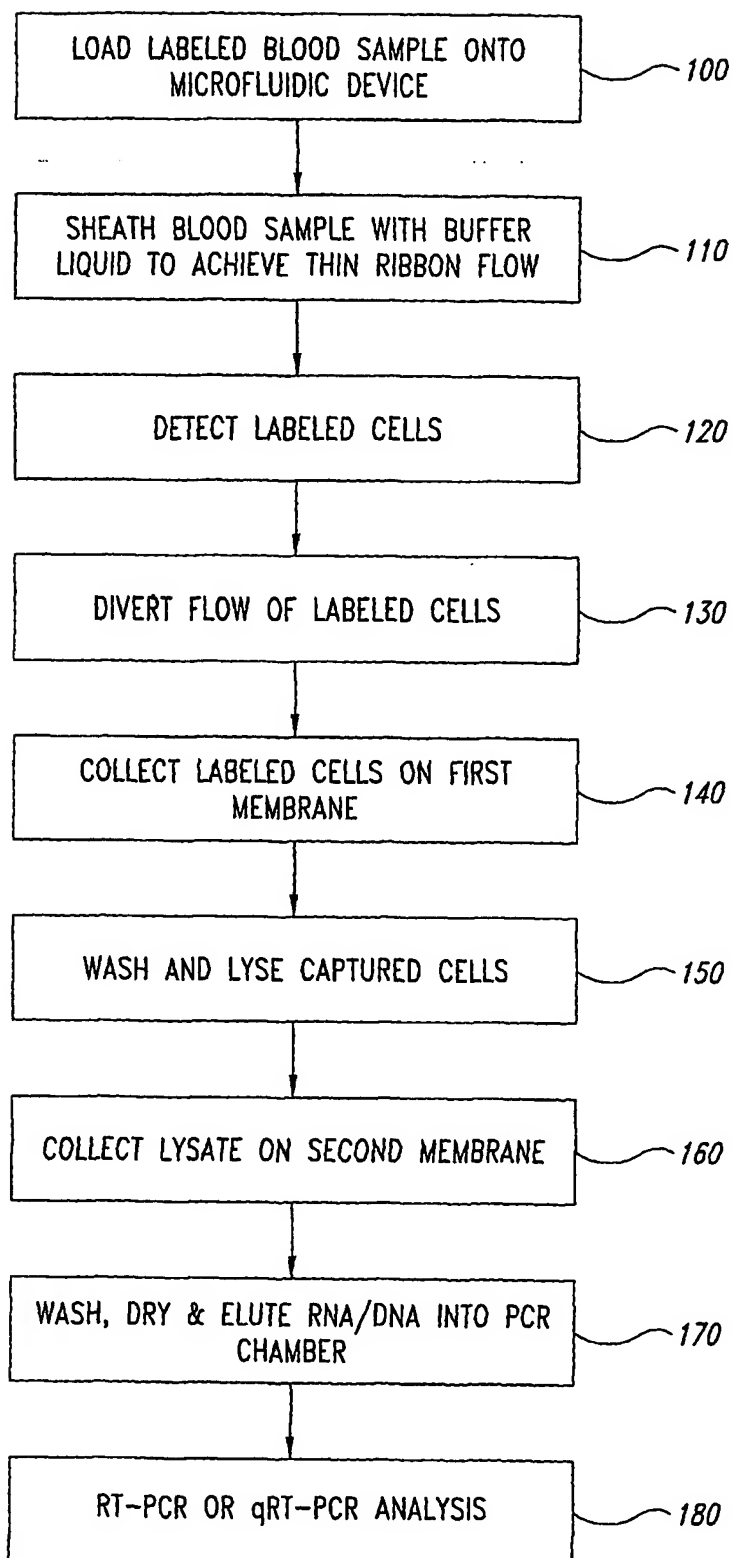 LOAD LABELED BLOOD SAMPLE ONTO
MICROFLUIDIC DEVICE
100
SHEATH BLOOD SAMPLE WITH BUFFER
LIQUID TO ACHIEVE THIN RIBBON FLOW
110
DETECT LABELED CELLS
120
DIVERT FLOW OF LABELED CELLS
130
COLLECT LABELED CELLS ON FIRST
MEMBRANE
140
WASH AND LYSE CAPTURED CELLS
150
COLLECT LYSATE ON SECOND MEMBRANE
160
WASH, DRY & ELUTE RNA/DNA INTO PCR
CHAMBER
170
RT-PCR OR qRT-PCR ANALYSIS
180